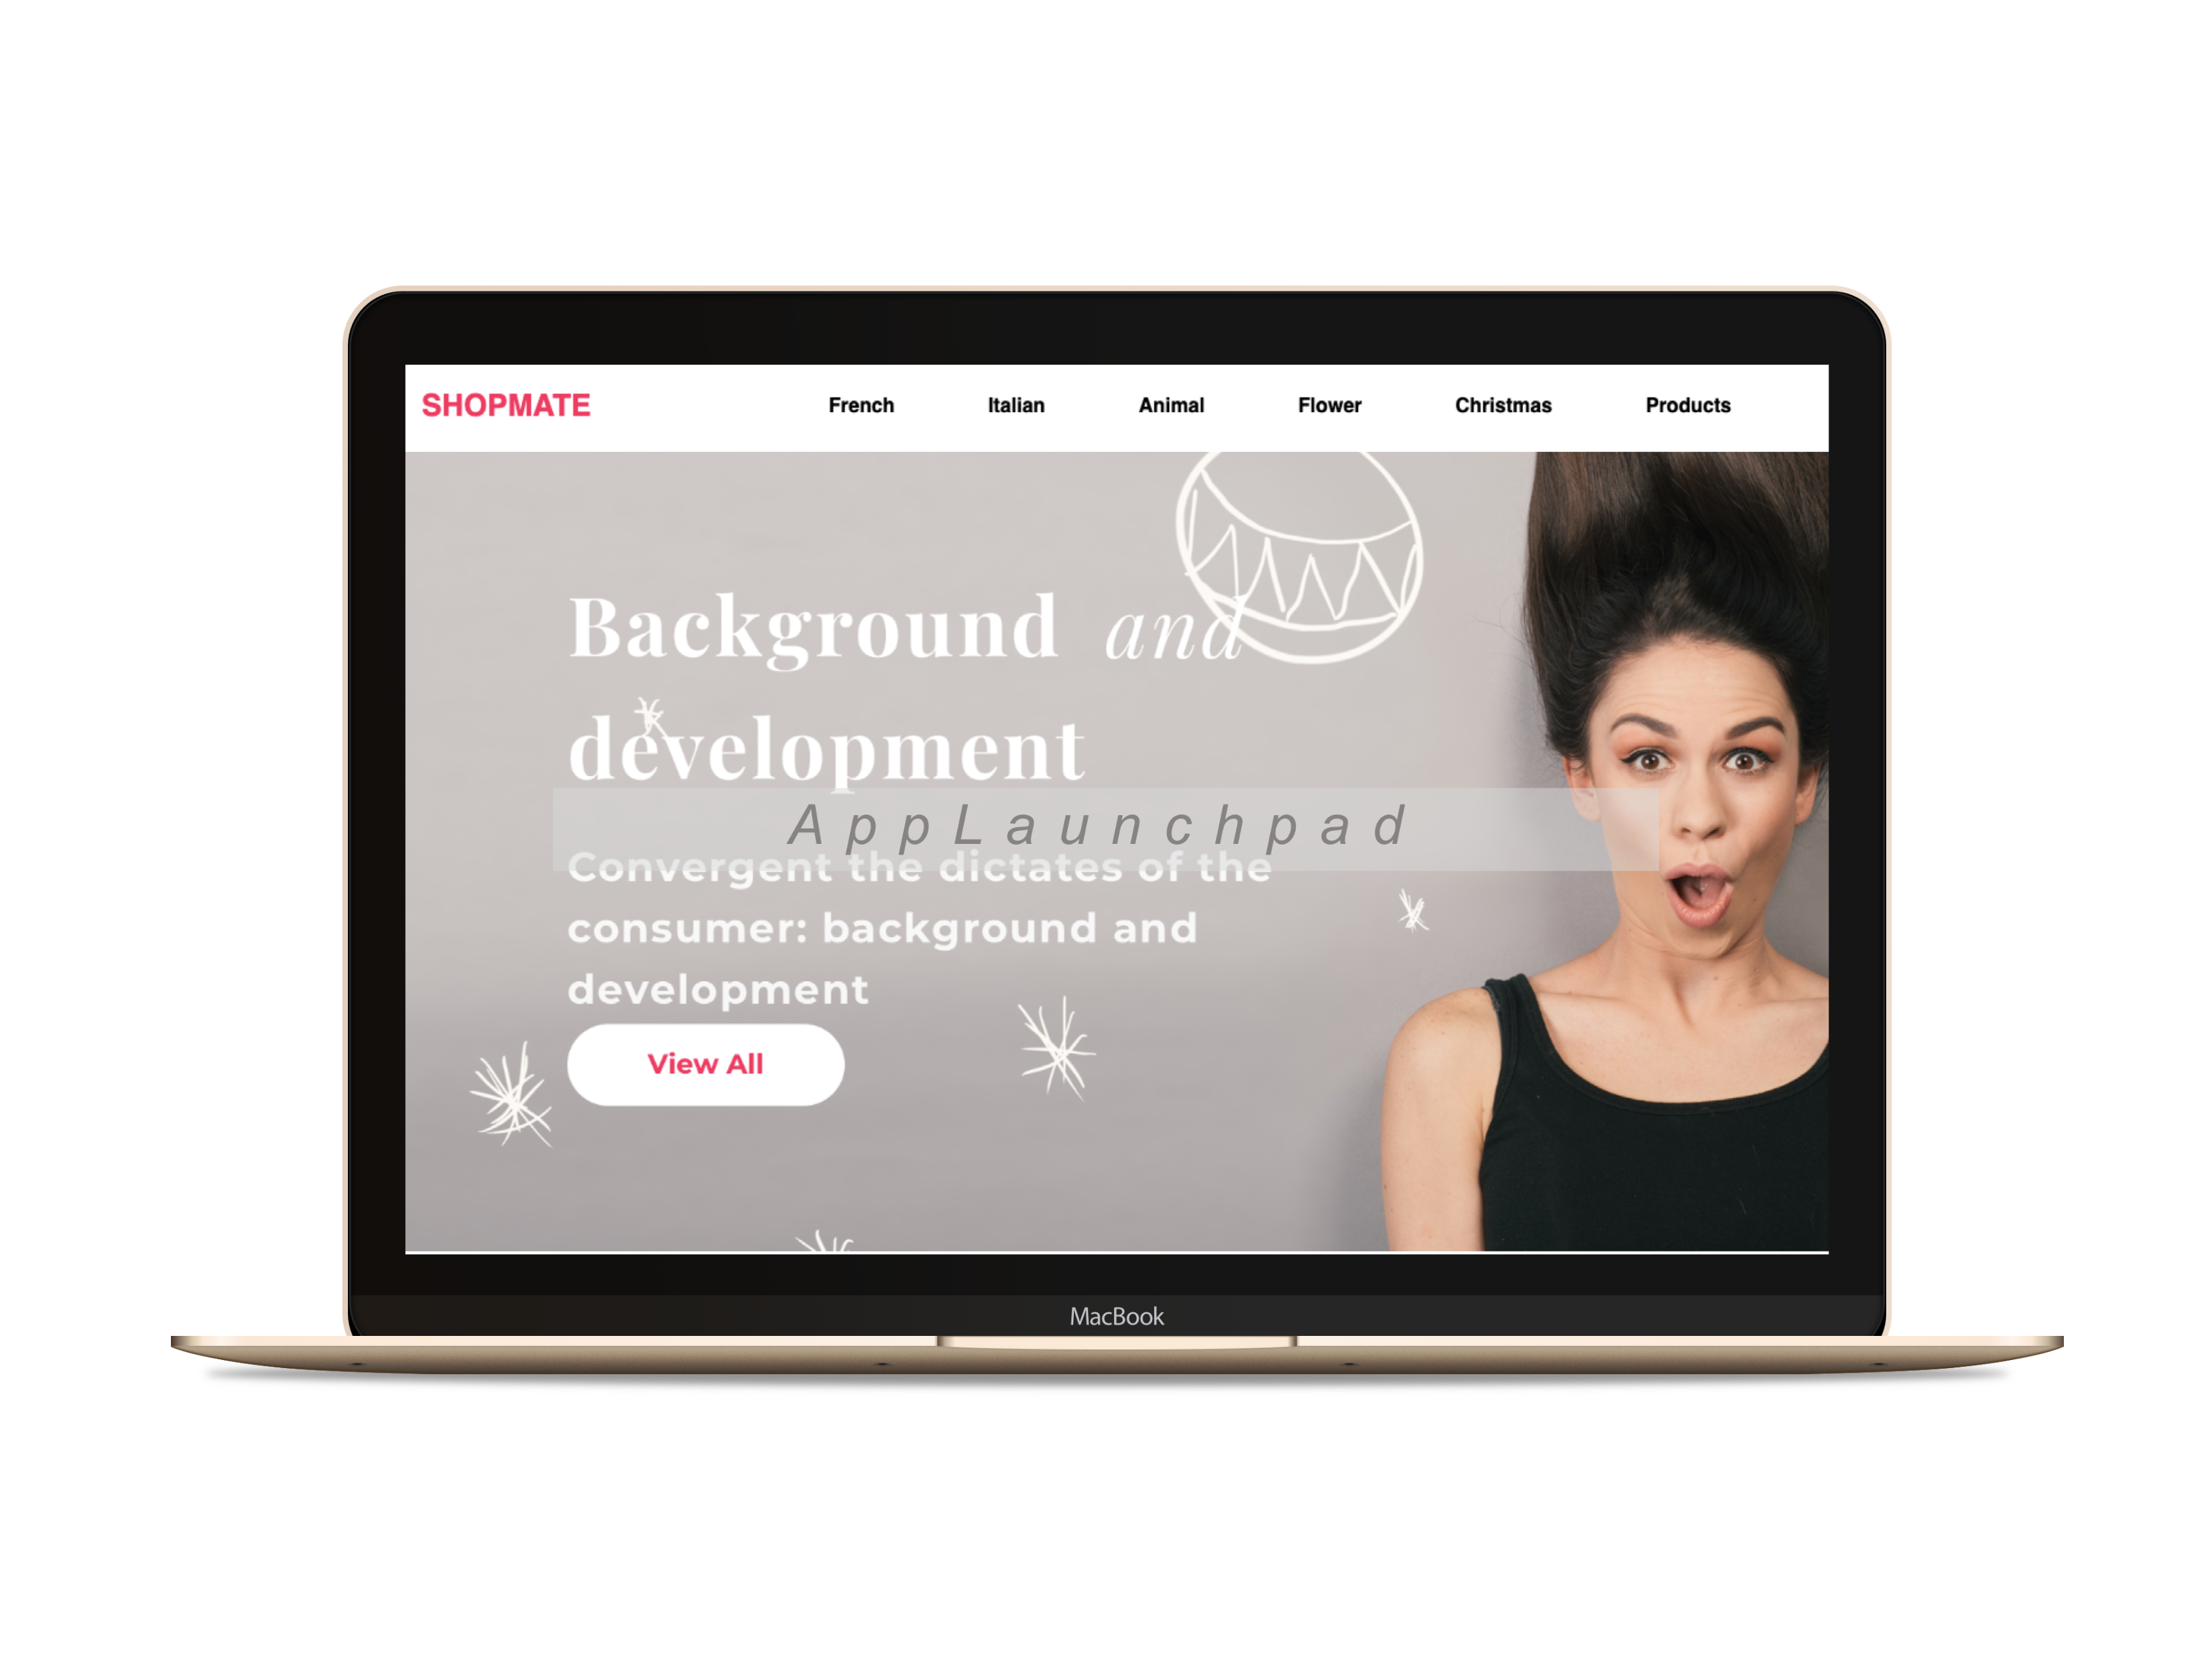 SHOPMATE French Italian Animal Flower Christmas Products
Background and
development
AppLaunchpad
Convergent the dictates of the
consumer: background and
development
View All
MacBook